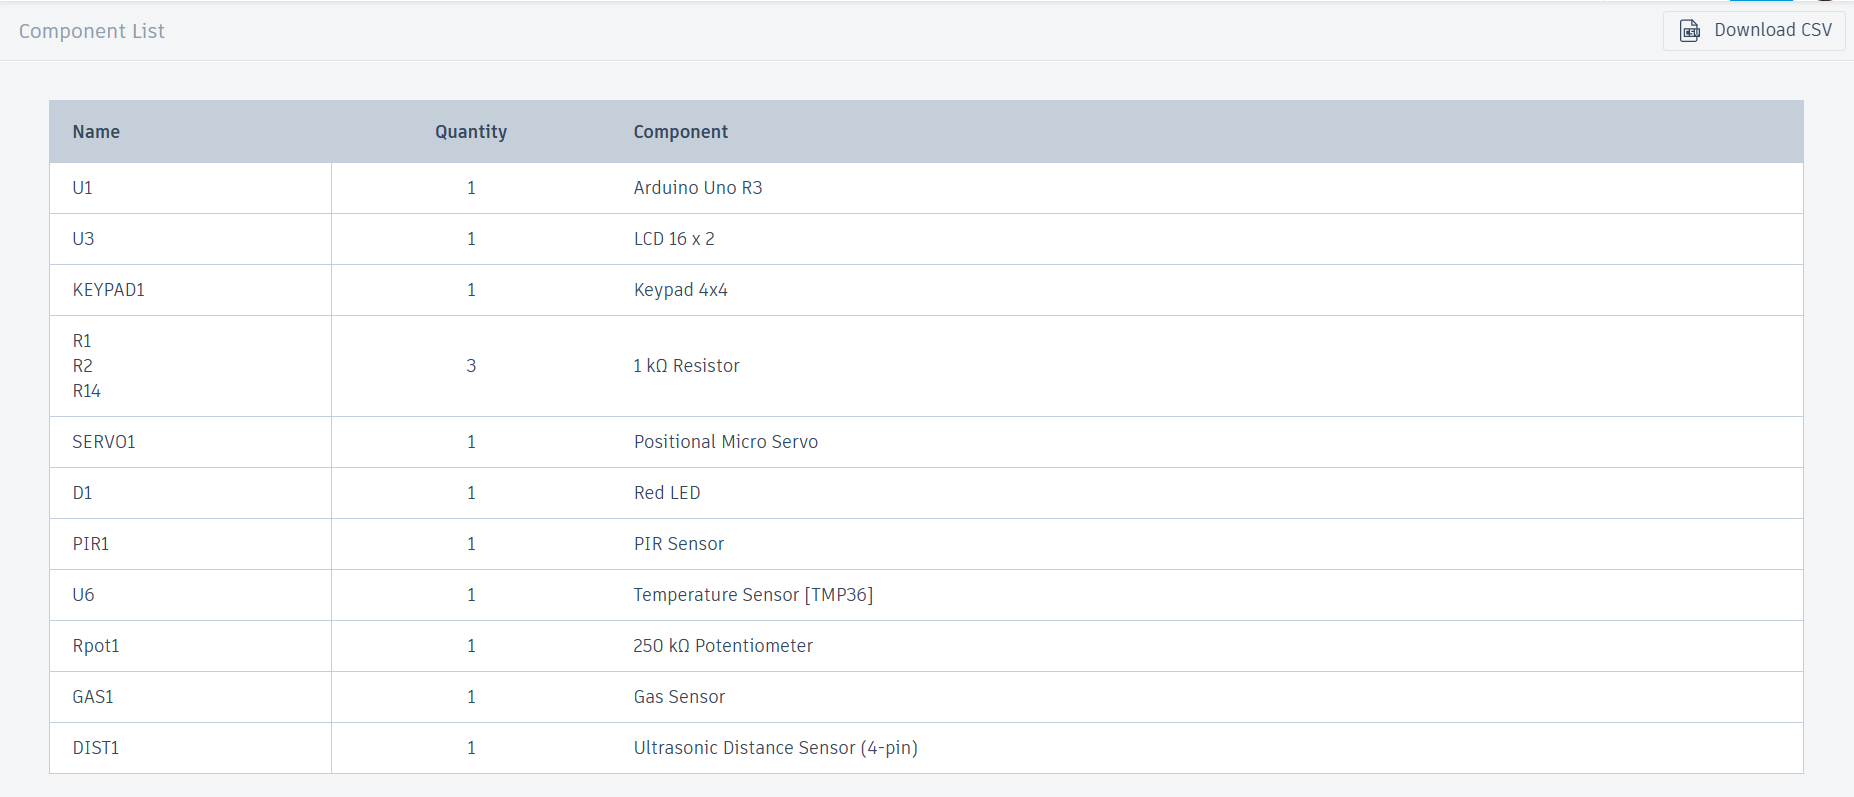 Component List
Download CSV
Name Quantity Component
U1 1 Arduino Uno R3
U3 1 LCD 16 x 2
KEYPAD1 1 Keypad 4x4
R1
R2 3 1 kΩ Resistor
R14
SERVO1 1 Positional Micro Servo
D1 1 Red LED
PIR1 1 PIR Sensor
U6 1 Temperature Sensor [TMP36]
Rpot1 1 250 kΩ Potentiometer
GAS1 1 Gas Sensor
DIST1 1 Ultrasonic Distance Sensor (4-pin)